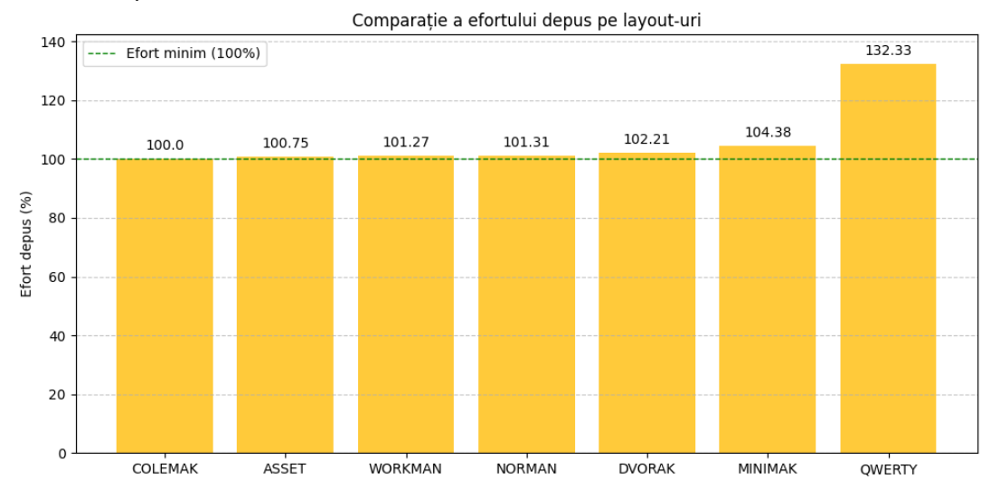 Comparație a efortului depus pe layout-uri
Efort minim (100%)
Efort depus (%)
140
120
100
80
60
40
20
0
100.0
100.75
101.27
101.31
102.21
104.38
132.33
COLEMAK
ASSET
WORKMAN
NORMAN
DVORAK
MINIMAK
QWERTY